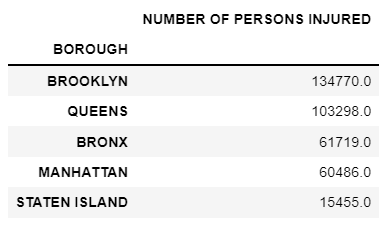 NUMBER OF PERSONS INJURED
BOROUGH
BROOKLYN 134770.0
QUEENS 103298.0
BRONX 61719.0
MANHATTAN 60486.0
STATEN ISLAND 15455.0